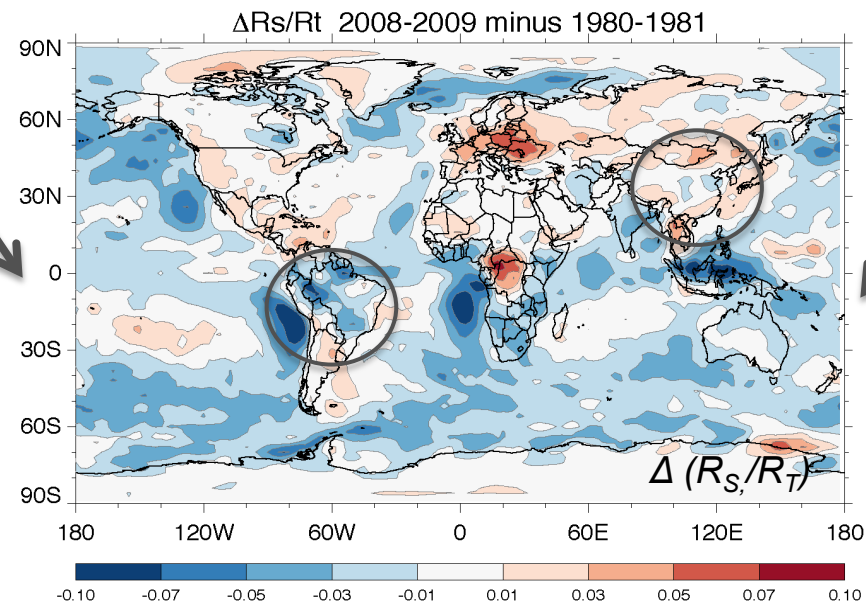 ΔRs/Rt 2008-2009 minus 1980-1981
90N
60N
30N
0
30S
60S
90S
Δ (R_S,/R_T)
180 120W 60W 0 60E 120E 180
-0.10 -0.07 -0.05 -0.03 -0.01 0.01 0.03 0.05 0.07 0.10